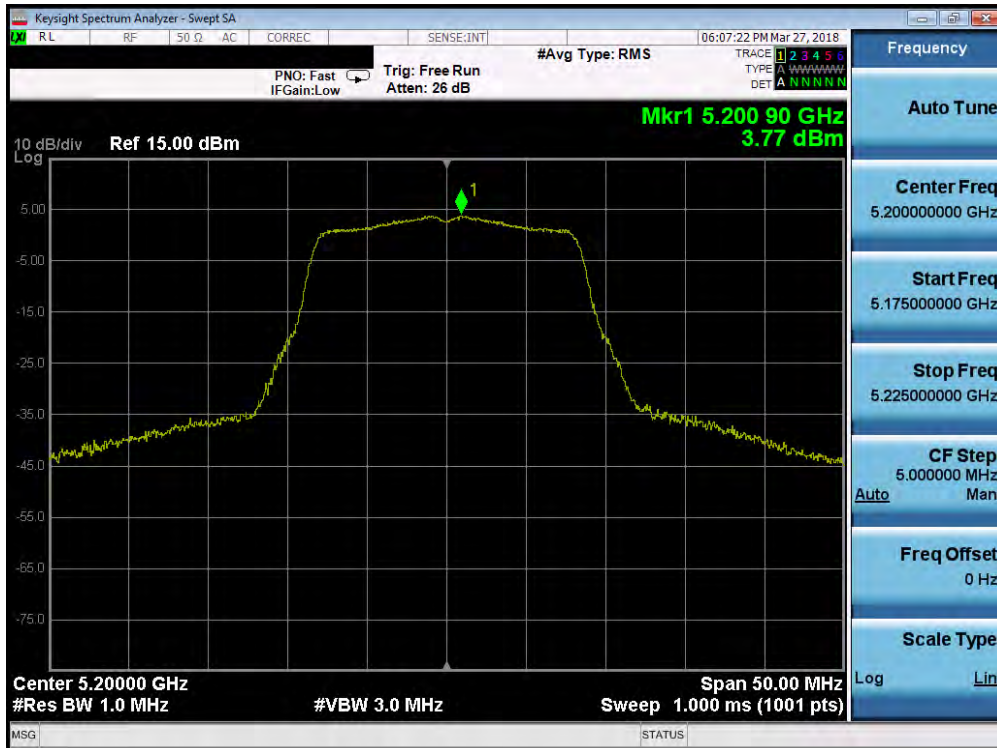 Keysight Spectrum Analyzer - Swept SA
LXI RL RF 50 Ω AC CORREC SENSE:INT 06:07:22 PM Mar 27, 2018
#Avg Type: RMS
TRACE 1 2 3 4 5 6
TYPE A WWWWW
DET A N N N N N
PNO: Fast
IFGain:Low
Trig: Free Run
Atten: 26 dB
Frequency
Mkr1 5.200 90 GHz
3.77 dBm
10 dB/div
Log
Ref 15.00 dBm
1
5.00
-5.00
-15.0
-25.0
-35.0
-45.0
-55.0
-65.0
-75.0
Center 5.20000 GHz
Span 50.00 MHz
#Res BW 1.0 MHz
#VBW 3.0 MHz
Sweep 1.000 ms (1001 pts)
Auto Tune
Center Freq
5.200000000 GHz
Start Freq
5.175000000 GHz
Stop Freq
5.225000000 GHz
CF Step
5.000000 MHz
Auto Man
Freq Offset
0 Hz
Scale Type
Log Lin
MSG
STATUS